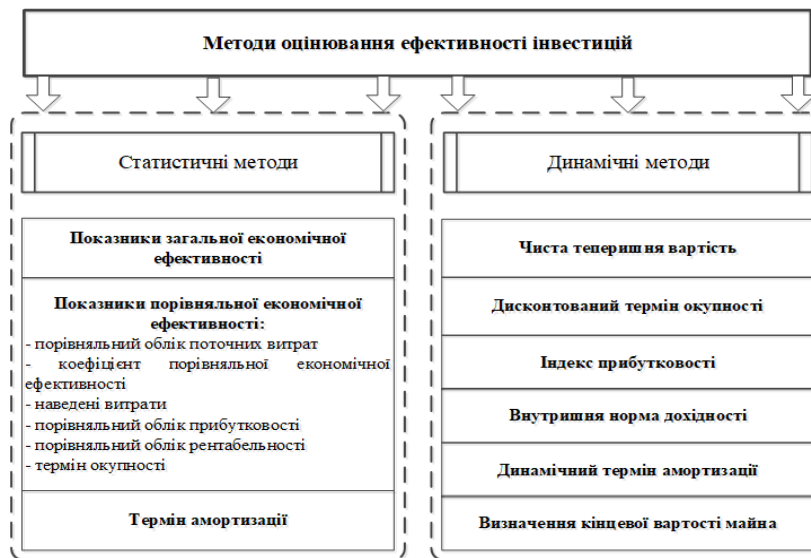 Методи оцінювання ефективності інвестицій
Статистичні методи
Показники загальної економічної
ефективності
Показники порівняльної економічної
ефективності:
- порівняльний облік поточних витрат
- коефіцієнт порівняльної економічної
ефективності
- наведені витрати
- порівняльний облік прибутковості
- порівняльний облік рентабельності
- термін окупності
Термін амортизації
Динамічні методи
Чиста теперишня вартість
Дисконтований термін окупності
Індекс прибутковості
Внутришня норма дохідності
Динамічний термін амортизації
Визначення кінцевої вартості майна